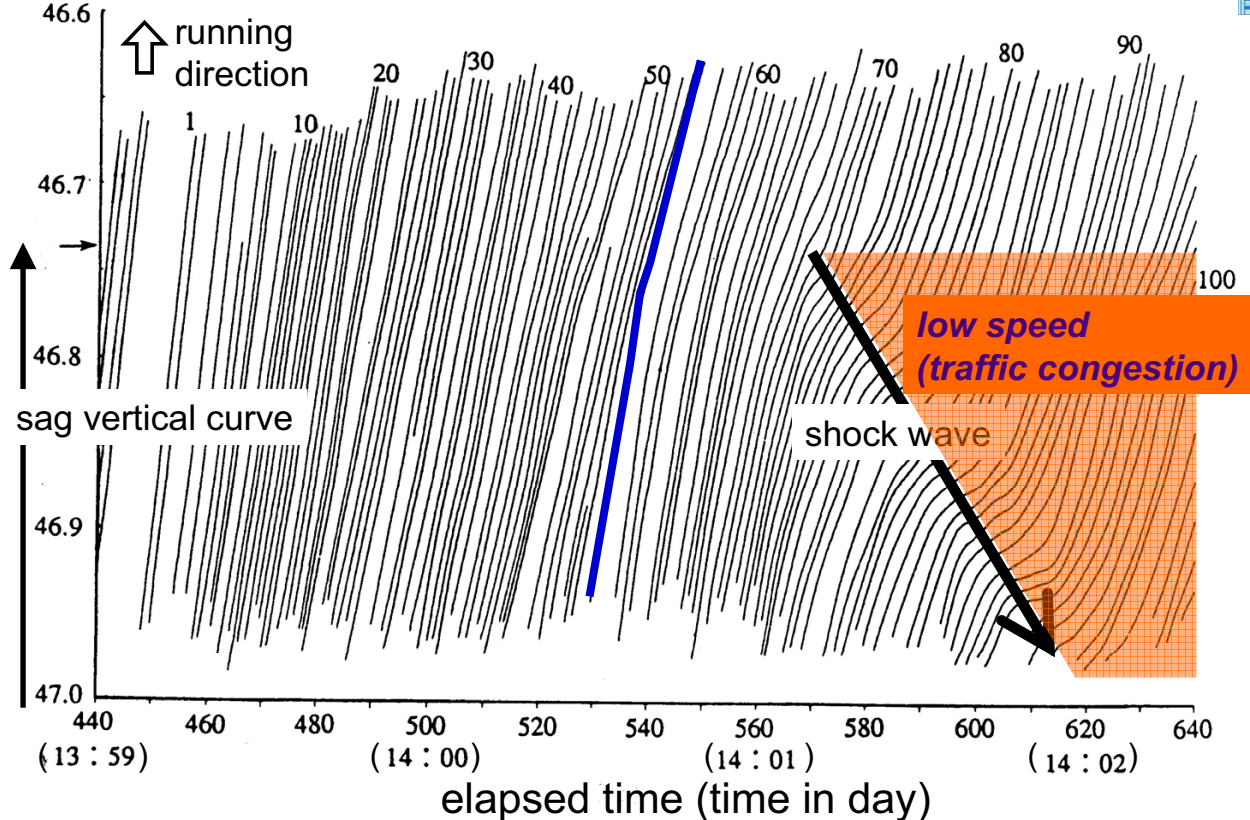 46.6
running
direction
1
10
20
30
40
50
60
70
80
90
46.7
100
low speed
(traffic congestion)
46.8
sag vertical curve
shock wave
46.9
47.0
440 460 480 500 520 540 560 580 600 620 640
(13:59) (14:00) (14:01) (14:02)
elapsed time (time in day)